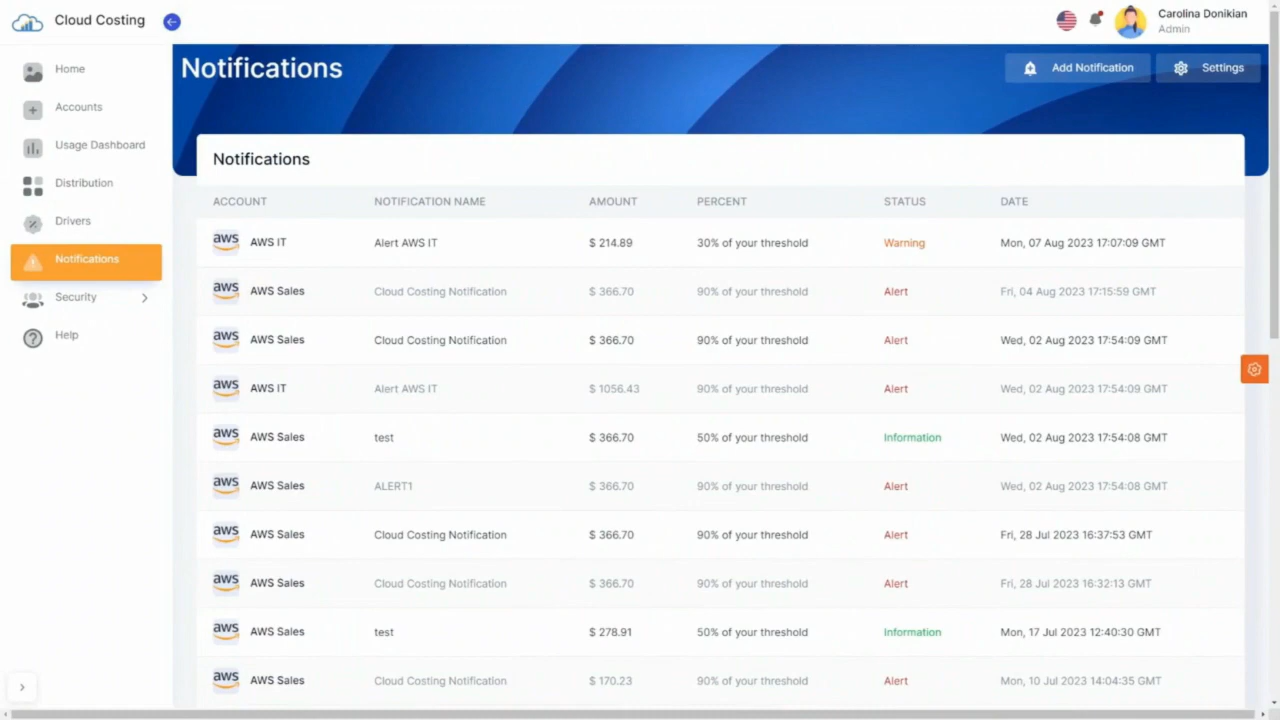 Cloud Costing
Carolina Donikian
Admin
Home
Accounts
Usage Dashboard
Distribution
Drivers
Notifications
Security
Help
Notifications
Add Notification
Settings
Notifications
ACCOUNT NOTIFICATION NAME AMOUNT PERCENT STATUS DATE
aws AWS IT Alert AWS IT $ 214.89 30% of your threshold Warning Mon, 07 Aug 2023 17:07:09 GMT
aws AWS Sales Cloud Costing Notification $ 366.70 90% of your threshold Alert Fri, 04 Aug 2023 17:15:59 GMT
aws AWS Sales Cloud Costing Notification $ 366.70 90% of your threshold Alert Wed, 02 Aug 2023 17:54:09 GMT
aws AWS IT Alert AWS IT $ 1056.43 90% of your threshold Alert Wed, 02 Aug 2023 17:54:09 GMT
aws AWS Sales test $ 366.70 50% of your threshold Information Wed, 02 Aug 2023 17:54:08 GMT
aws AWS Sales ALERT1 $ 366.70 90% of your threshold Alert Wed, 02 Aug 2023 17:54:08 GMT
aws AWS Sales Cloud Costing Notification $ 366.70 90% of your threshold Alert Fri, 28 Jul 2023 16:37:53 GMT
aws AWS Sales Cloud Costing Notification $ 366.70 90% of your threshold Alert Fri, 28 Jul 2023 16:32:13 GMT
aws AWS Sales test $ 278.91 50% of your threshold Information Mon, 17 Jul 2023 12:40:30 GMT
aws AWS Sales Cloud Costing Notification $ 170.23 90% of your threshold Alert Mon, 10 Jul 2023 14:04:35 GMT